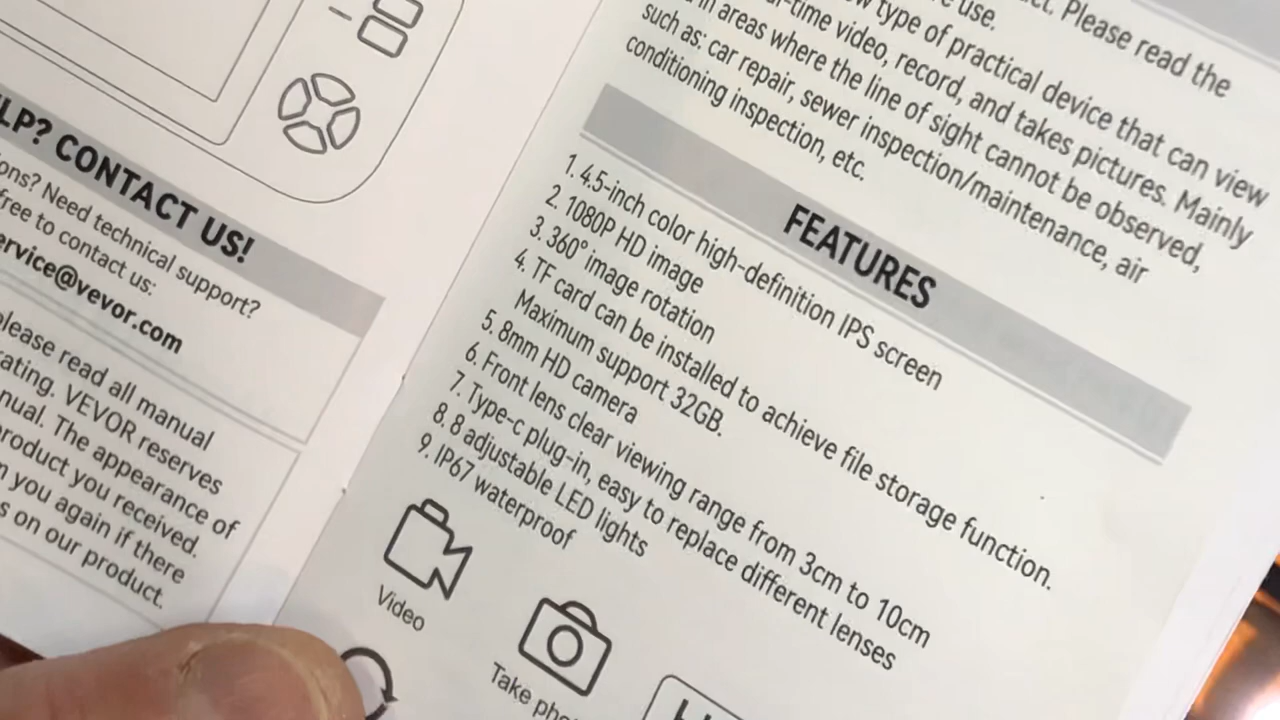 LP? CONTACT US!
ons? Need technical support?
free to contact us:
ervice@vevor.com
please read all manual
ating. VEVOR reserves
nual. The appearance of
product you received.
you again if there
s on our product.
Please read the
use.
type of practical device that can view
-time video, record, and takes pictures. Mainly
in areas where the line of sight cannot be observed,
such as: car repair, sewer inspection/maintenance, air
conditioning inspection, etc.
FEATURES
1. 4.5-inch color high-definition IPS screen
2. 1080P HD image
3. 360° image rotation
4. TF card can be installed to achieve file storage function.
Maximum support 32GB.
5. 8mm HD camera
6. Front lens clear viewing range from 3cm to 10cm
7. Type-c plug-in, easy to replace different lenses
8. 8 adjustable LED lights
9. IP67 waterproof
Video
Take pho